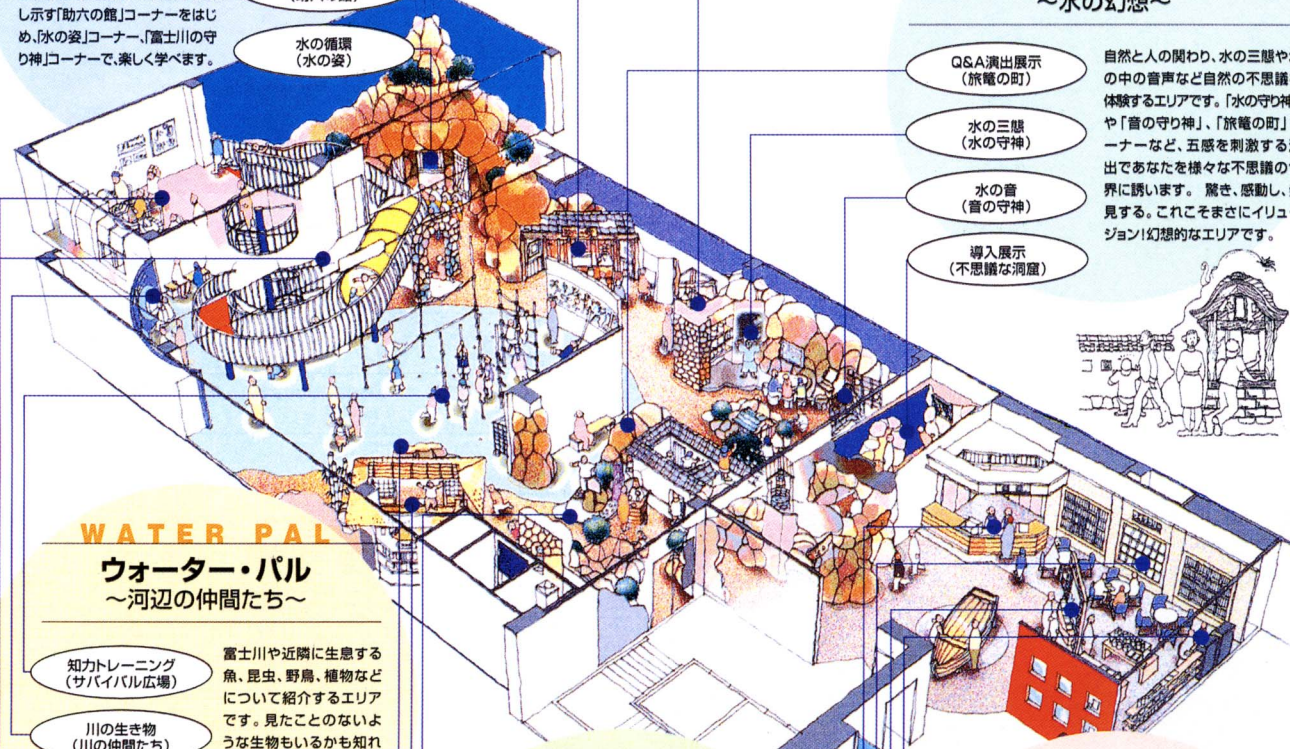 し示す「助六の館」コーナーをはじ
め、「水の姿」コーナー、「富士川の守
り神」コーナーで、楽しく学べます。
水の循環
(水の姿)
～水の幻想～
Q&A演出展示
(旅篭の町)
水の三態
(水の守神)
水の音
(音の守神)
導入展示
(不思議な洞窟)
自然と人の関わり、水の三態や
の中の音声など自然の不思議
体験するエリアです。「水の守り神
や「音の守り神」、「旅篭の町」
ーナーなど、五感を刺激する
出であなたを様々な不思議の
界に誘います。 驚き、感動し、
見する。これこそまさにイリュー
ジョン!幻想的なエリアです。
WATER PAL
ウォーター・パル
～河辺の仲間たち～
知力トレーニング
(サバイバル広場)
川の生き物
(川の仲間たち)
富士川や近隣に生息する
魚、昆虫、野鳥、植物など
について紹介するエリア
です。見たことのないよ
うな生物もいるかも知れ